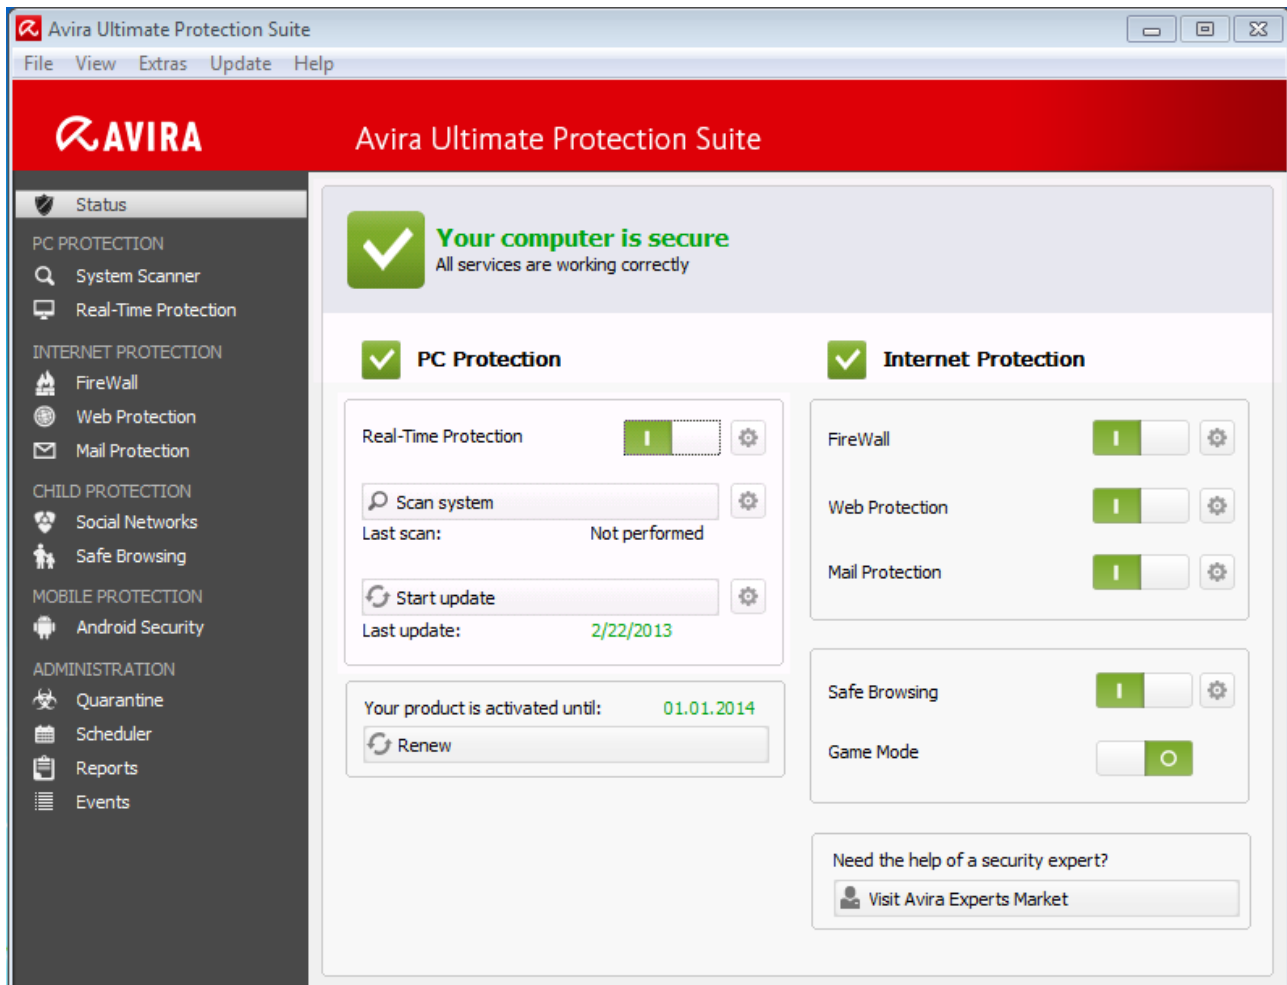 Avira Ultimate Protection Suite
File View Extras Update Help
AVIRA
Avira Ultimate Protection Suite
Status
PC PROTECTION
System Scanner
Real-Time Protection
INTERNET PROTECTION
FireWall
Web Protection
Mail Protection
CHILD PROTECTION
Social Networks
Safe Browsing
MOBILE PROTECTION
Android Security
ADMINISTRATION
Quarantine
Scheduler
Reports
Events
Your computer is secure
All services are working correctly
PC Protection
Real-Time Protection
Scan system
Last scan: Not performed
Start update
Last update: 2/22/2013
Your product is activated until: 01.01.2014
Renew
Internet Protection
FireWall
Web Protection
Mail Protection
Safe Browsing
Game Mode
Need the help of a security expert?
Visit Avira Experts Market